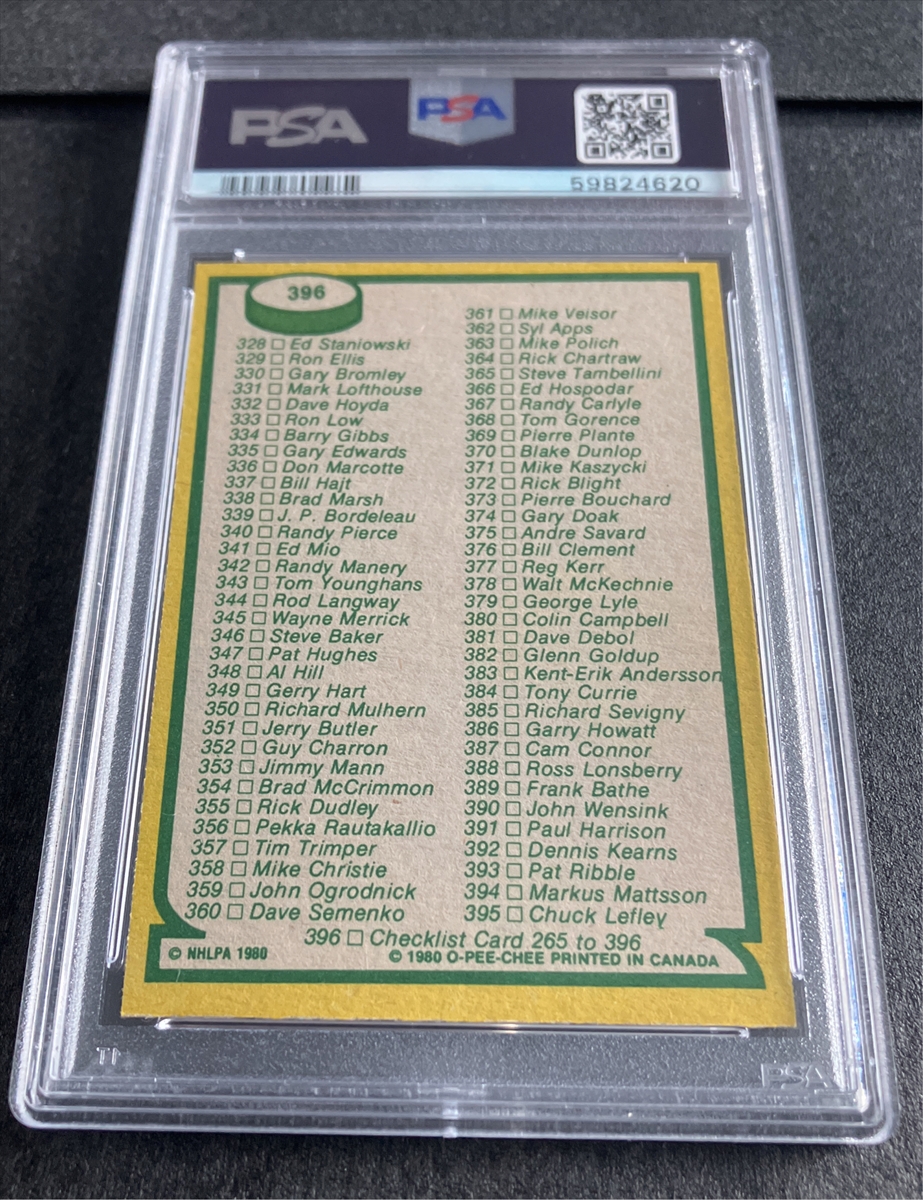 PSA
PSA
59824620
396
328 □ Ed Staniowski
329 □ Ron Ellis
330 □ Gary Bromley
331 □ Mark Lofthouse
332 □ Dave Hoyda
333 □ Ron Low
334 □ Barry Gibbs
335 □ Gary Edwards
336 □ Don Marcotte
337 □ Bill Hajt
338 □ Brad Marsh
339 □ J. P. Bordeleau
340 □ Randy Pierce
341 □ Ed Mio
342 □ Randy Manery
343 □ Tom Younghans
344 □ Rod Langway
345 □ Wayne Merrick
346 □ Steve Baker
347 □ Pat Hughes
348 □ Al Hill
349 □ Gerry Hart
350 □ Richard Mulhern
351 □ Jerry Butler
352 □ Guy Charron
353 □ Jimmy Mann
354 □ Brad McCrimmon
355 □ Rick Dudley
356 □ Pekka Rautakallio
357 □ Tim Trimper
358 □ Mike Christie
359 □ John Ogrodnick
360 □ Dave Semenko
361 □ Mike Veisor
362 □ Syl Apps
363 □ Mike Polich
364 □ Rick Chartraw
365 □ Steve Tambellini
366 □ Ed Hospodar
367 □ Randy Carlyle
368 □ Tom Gorence
369 □ Pierre Plante
370 □ Blake Dunlop
371 □ Mike Kaszycki
372 □ Rick Blight
373 □ Pierre Bouchard
374 □ Gary Doak
375 □ Andre Savard
376 □ Bill Clement
377 □ Reg Kerr
378 □ Walt McKechnie
379 □ George Lyle
380 □ Colin Campbell
381 □ Dave Debol
382 □ Glenn Goldup
383 □ Kent-Erik Andersson
384 □ Tony Currie
385 □ Richard Sevigny
386 □ Garry Howatt
387 □ Cam Connor
388 □ Ross Lonsberry
389 □ Frank Bathe
390 □ John Wensink
391 □ Paul Harrison
392 □ Dennis Kearns
393 □ Pat Ribble
394 □ Markus Mattsson
395 □ Chuck Lefley
396 □ Checklist Card 265 to 396
© NHLPA 1980
© 1980 O-PEE-CHEE PRINTED IN CANADA
PSA